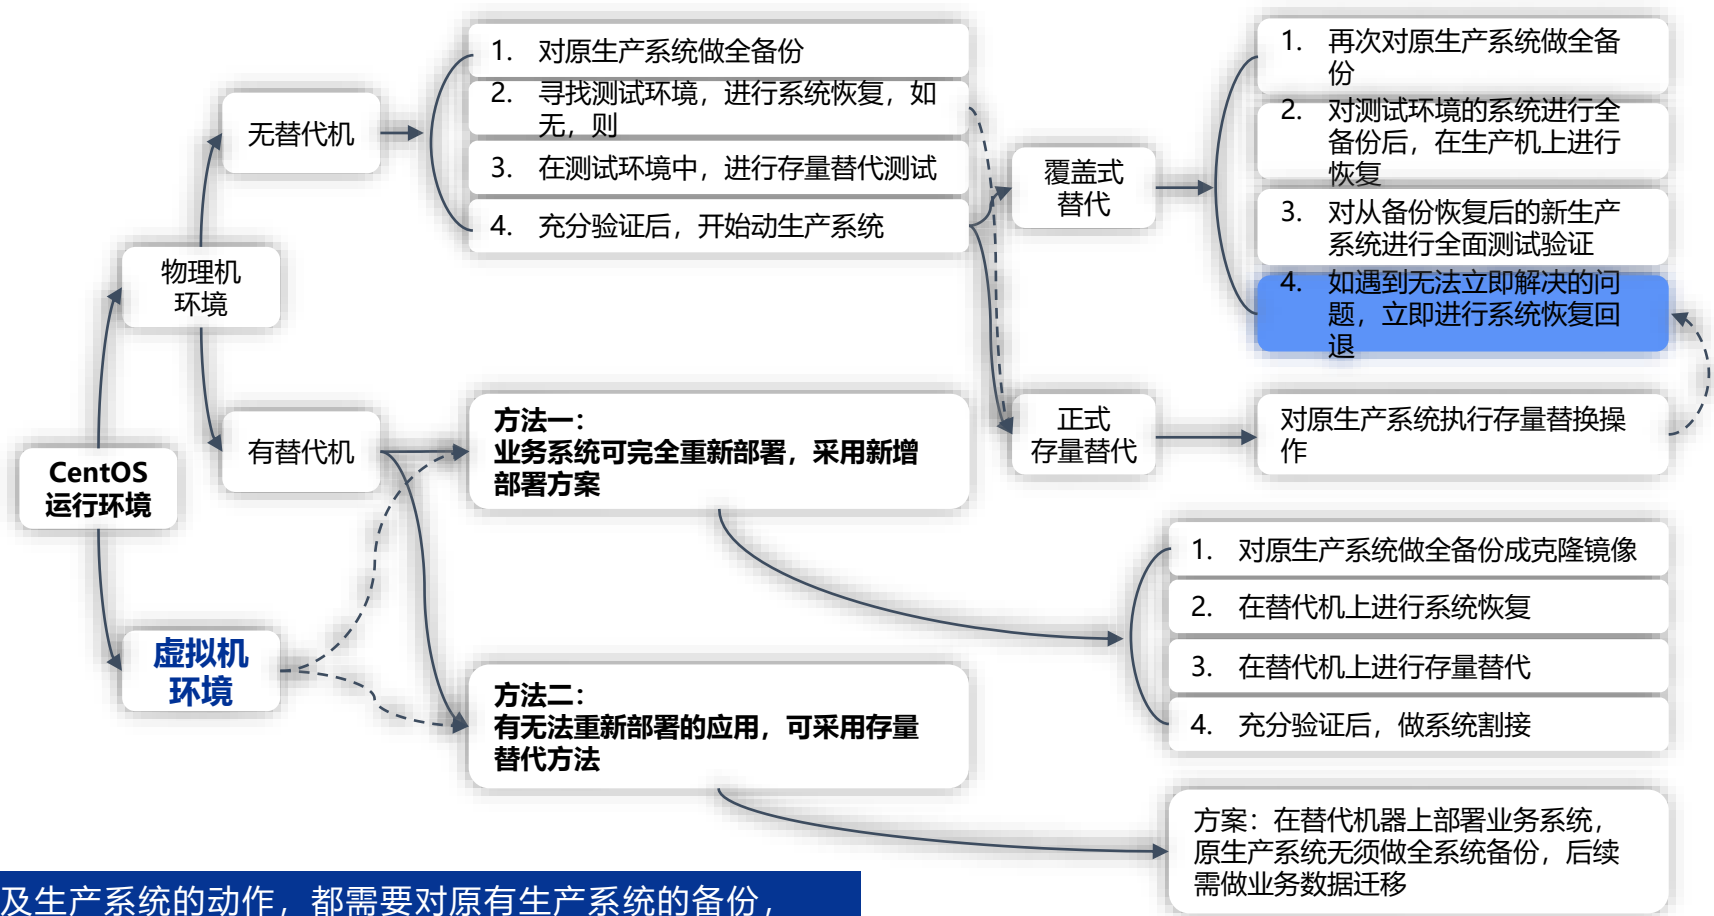 1. 对原生产系统做全备份
2. 寻找测试环境，进行系统恢复，如
无，则
3. 在测试环境中，进行存量替代测试
4. 充分验证后，开始动生产系统
1. 再次对原生产系统做全备
份
2. 对测试环境的系统进行全
备份后，在生产机上进行
恢复
3. 对从备份恢复后的新生产
系统进行全面测试验证
4. 如遇到无法立即解决的问
题，立即进行系统恢复回
退
无替代机
覆盖式
替代
物理机
环境
有替代机
方法一：
业务系统可完全重新部署，采用新增
部署方案
正式
存量替代
对原生产系统执行存量替换操
作
CentOS
运行环境
1. 对原生产系统做全备份成克隆镜像
2. 在替代机上进行系统恢复
3. 在替代机上进行存量替代
4. 充分验证后，做系统割接
虚拟机
环境
方法二：
有无法重新部署的应用，可采用存量
替代方法
方案：在替代机器上部署业务系统，
原生产系统无须做全系统备份，后续
需做业务数据迁移
及生产系统的动作，都需要对原有生产系统的备份，